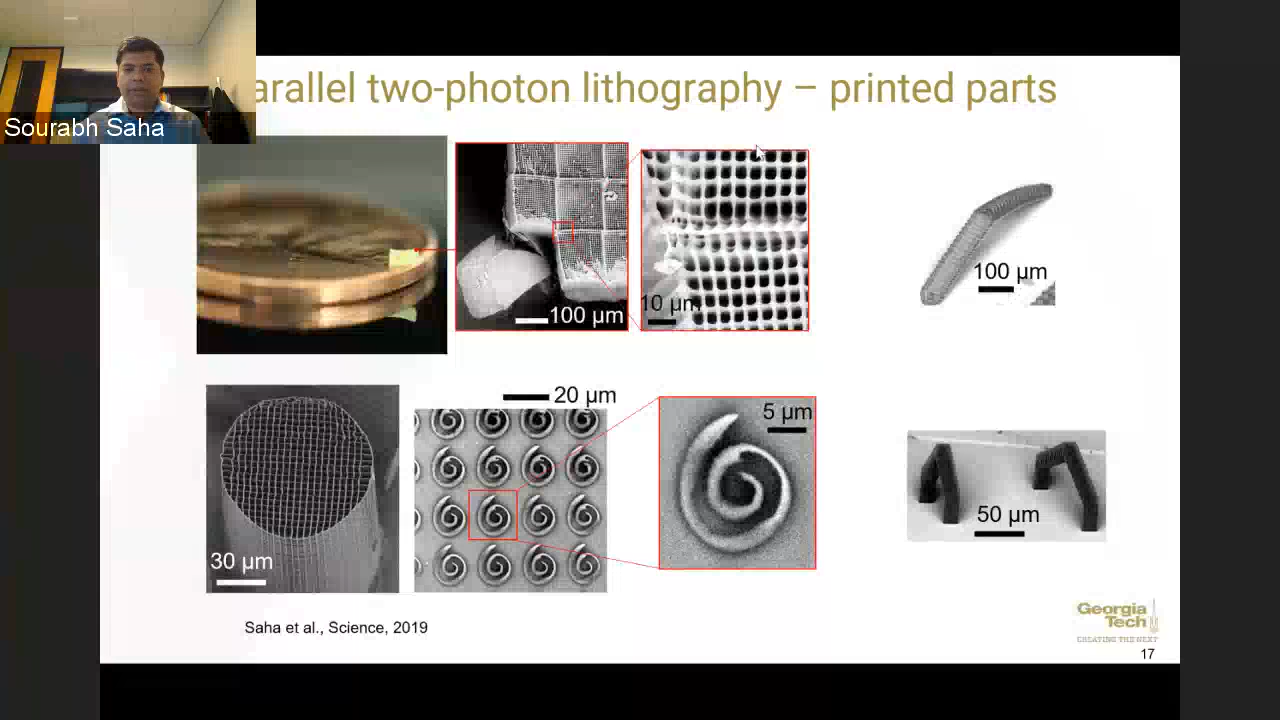 arallel two-photon lithography – printed parts
Sourabh Saha
100 µm
10 µm
100 µm
20 µm
5 µm
30 µm
50 µm
Saha et al., Science, 2019
Georgia
Tech
CREATING THE NEXT
17